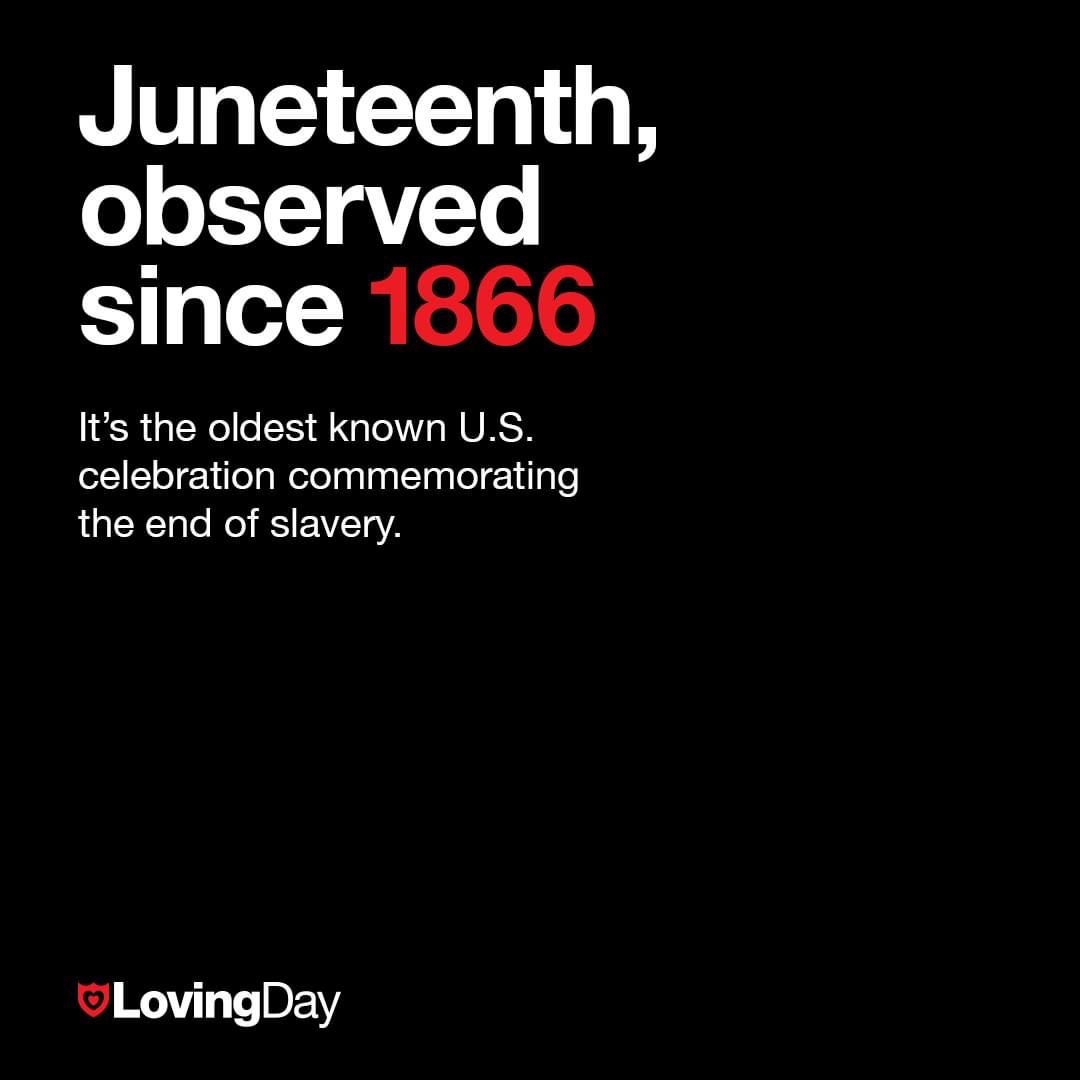 Juneteenth,
observed
since 1866
It’s the oldest known U.S.
celebration commemorating
the end of slavery.
LovingDay